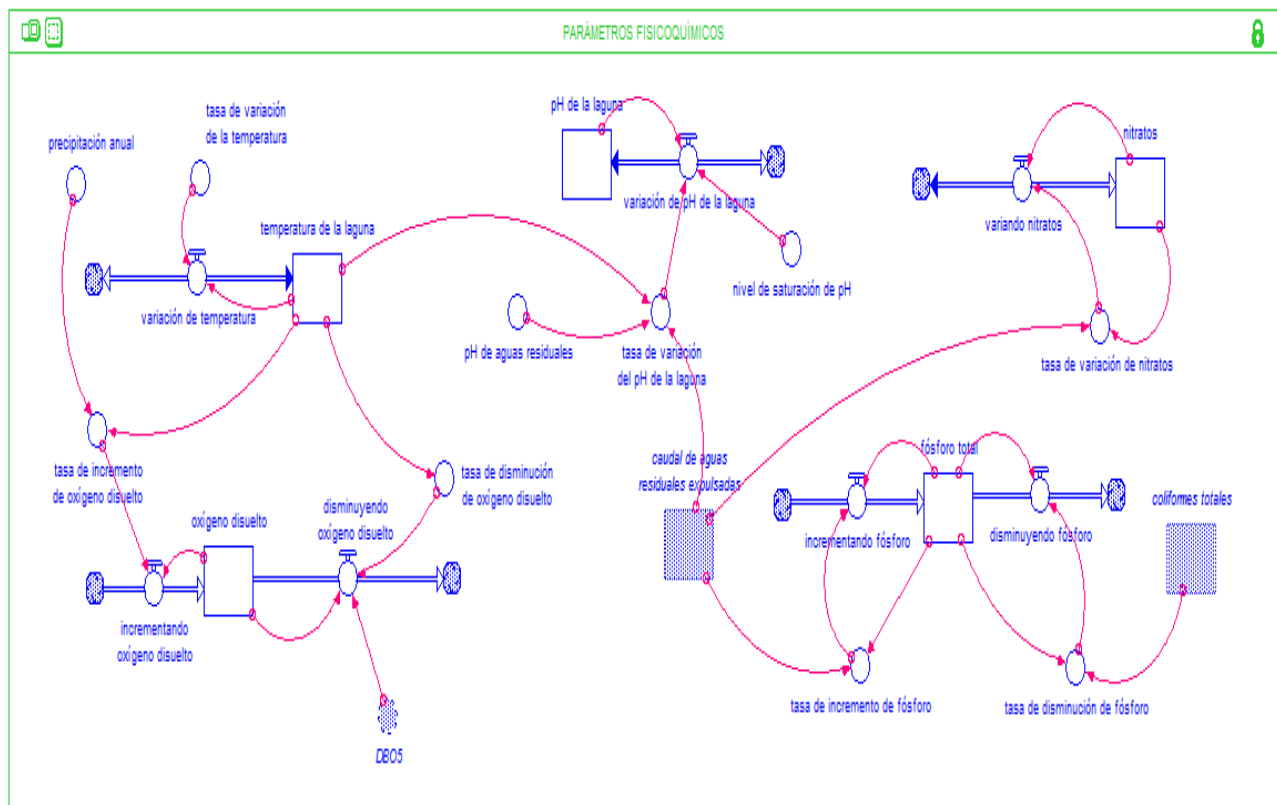 PARÁMETROS FISICOQUÍMICOS
precipitación anual
tasa de variación
de la temperatura
pH de la laguna
nitratos
variación de pH de la laguna
variando nitratos
temperatura de la laguna
nivel de saturación de pH
variación de temperatura
pH de aguas residuales
tasa de variación
del pH de la laguna
tasa de variación de nitratos
tasa de incremento
de oxígeno disuelto
tasa de disminución
de oxígeno disuelto
caudal de aguas
residuales expulsadas
fósforo total
coliformes totales
oxígeno disuelto
disminuyendo
oxígeno disuelto
incrementando fósforo
disminuyendo fósforo
incrementando
oxígeno disuelto
tasa de incremento de fósforo
tasa de disminución de fósforo
DBO5